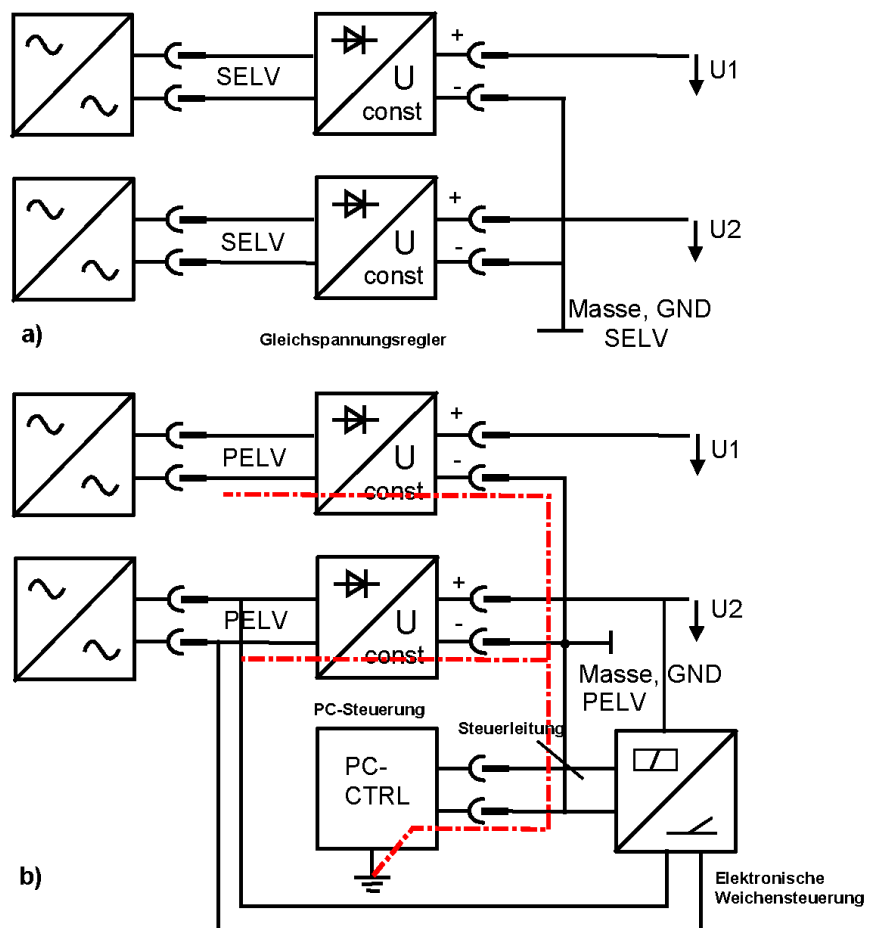 +
U1
SELV
U
const
-
+
U2
SELV
U
const
-
Masse, GND
SELV
a)
Gleichspannungsregler
+
U1
PELV
U
const
-
+
U2
PELV
U
const
-
Masse, GND
PELV
PC-Steuerung
Steuerleitung
PC-
CTRL
b)
Elektronische
Weichensteuerung